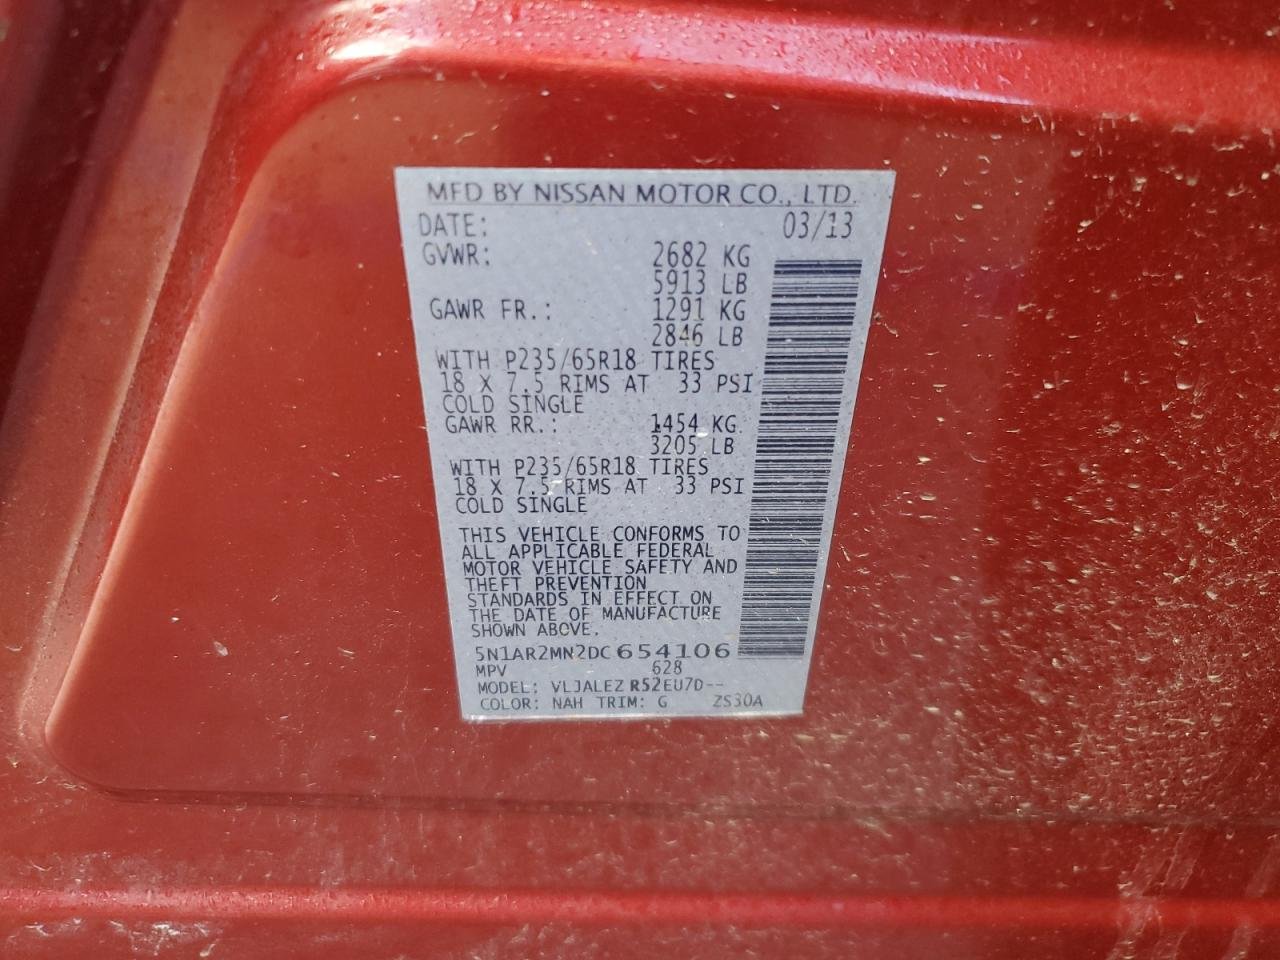 MFD BY NISSAN MOTOR CO., LTD.
DATE: 03/13
GVWR: 2682 KG
5913 LB
GAWR FR.: 1291 KG
2846 LB
WITH P235/65R18 TIRES
18 X 7.5 RIMS AT 33 PSI
COLD SINGLE
GAWR RR.: 1454 KG
3205 LB
WITH P235/65R18 TIRES
18 X 7.5 RIMS AT 33 PSI
COLD SINGLE
THIS VEHICLE CONFORMS TO
ALL APPLICABLE FEDERAL
MOTOR VEHICLE SAFETY AND
THEFT PREVENTION
STANDARDS IN EFFECT ON
THE DATE OF MANUFACTURE
SHOWN ABOVE.
5N1AR2MN2DC654106
MPV 628
MODEL: VLJALEZ R52EU7D--
COLOR: NAH TRIM: G ZS30A